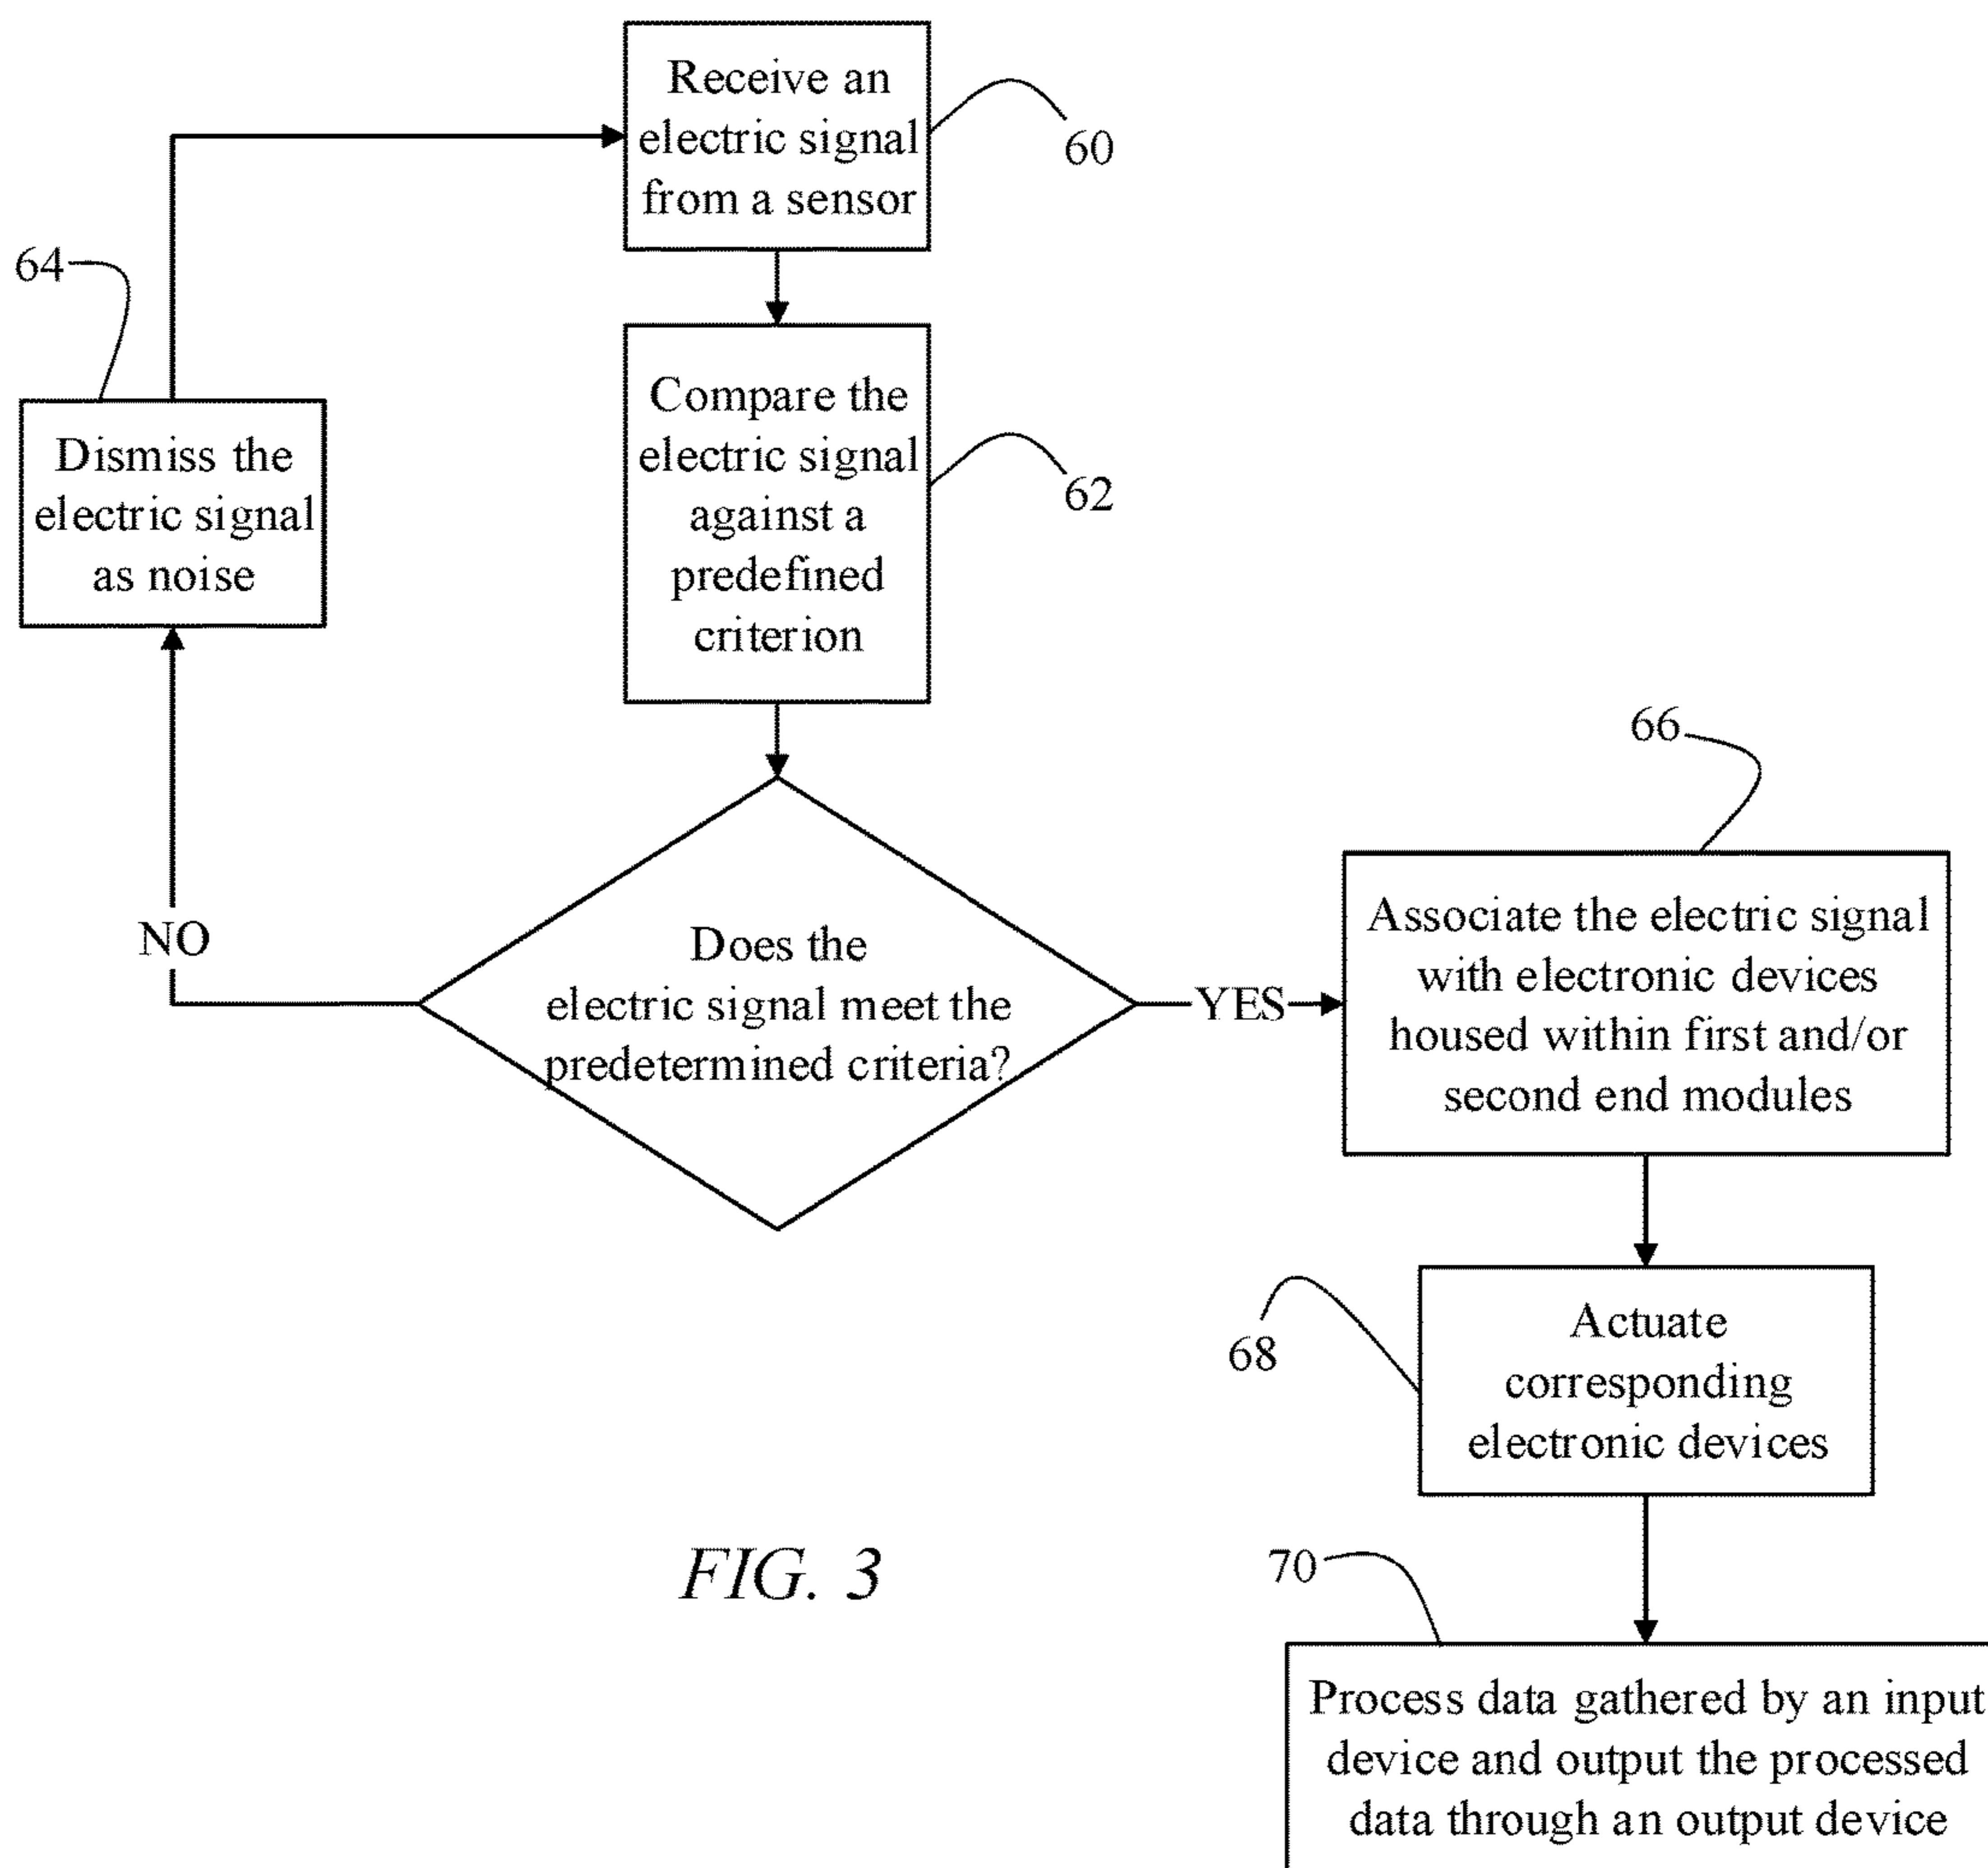 Receive an
electric signal
from a sensor
60
64
Compare the
electric signal
against a
predefined
criterion
62
Dismiss the
electric signal
as noise
NO
Does the
electric signal meet the
predetermined criteria?
YES
66
Associate the electric signal
with electronic devices
housed within first and/or
second end modules
68
Actuate
corresponding
electronic devices
FIG. 3
70
Process data gathered by an input
device and output the processed
data through an output device